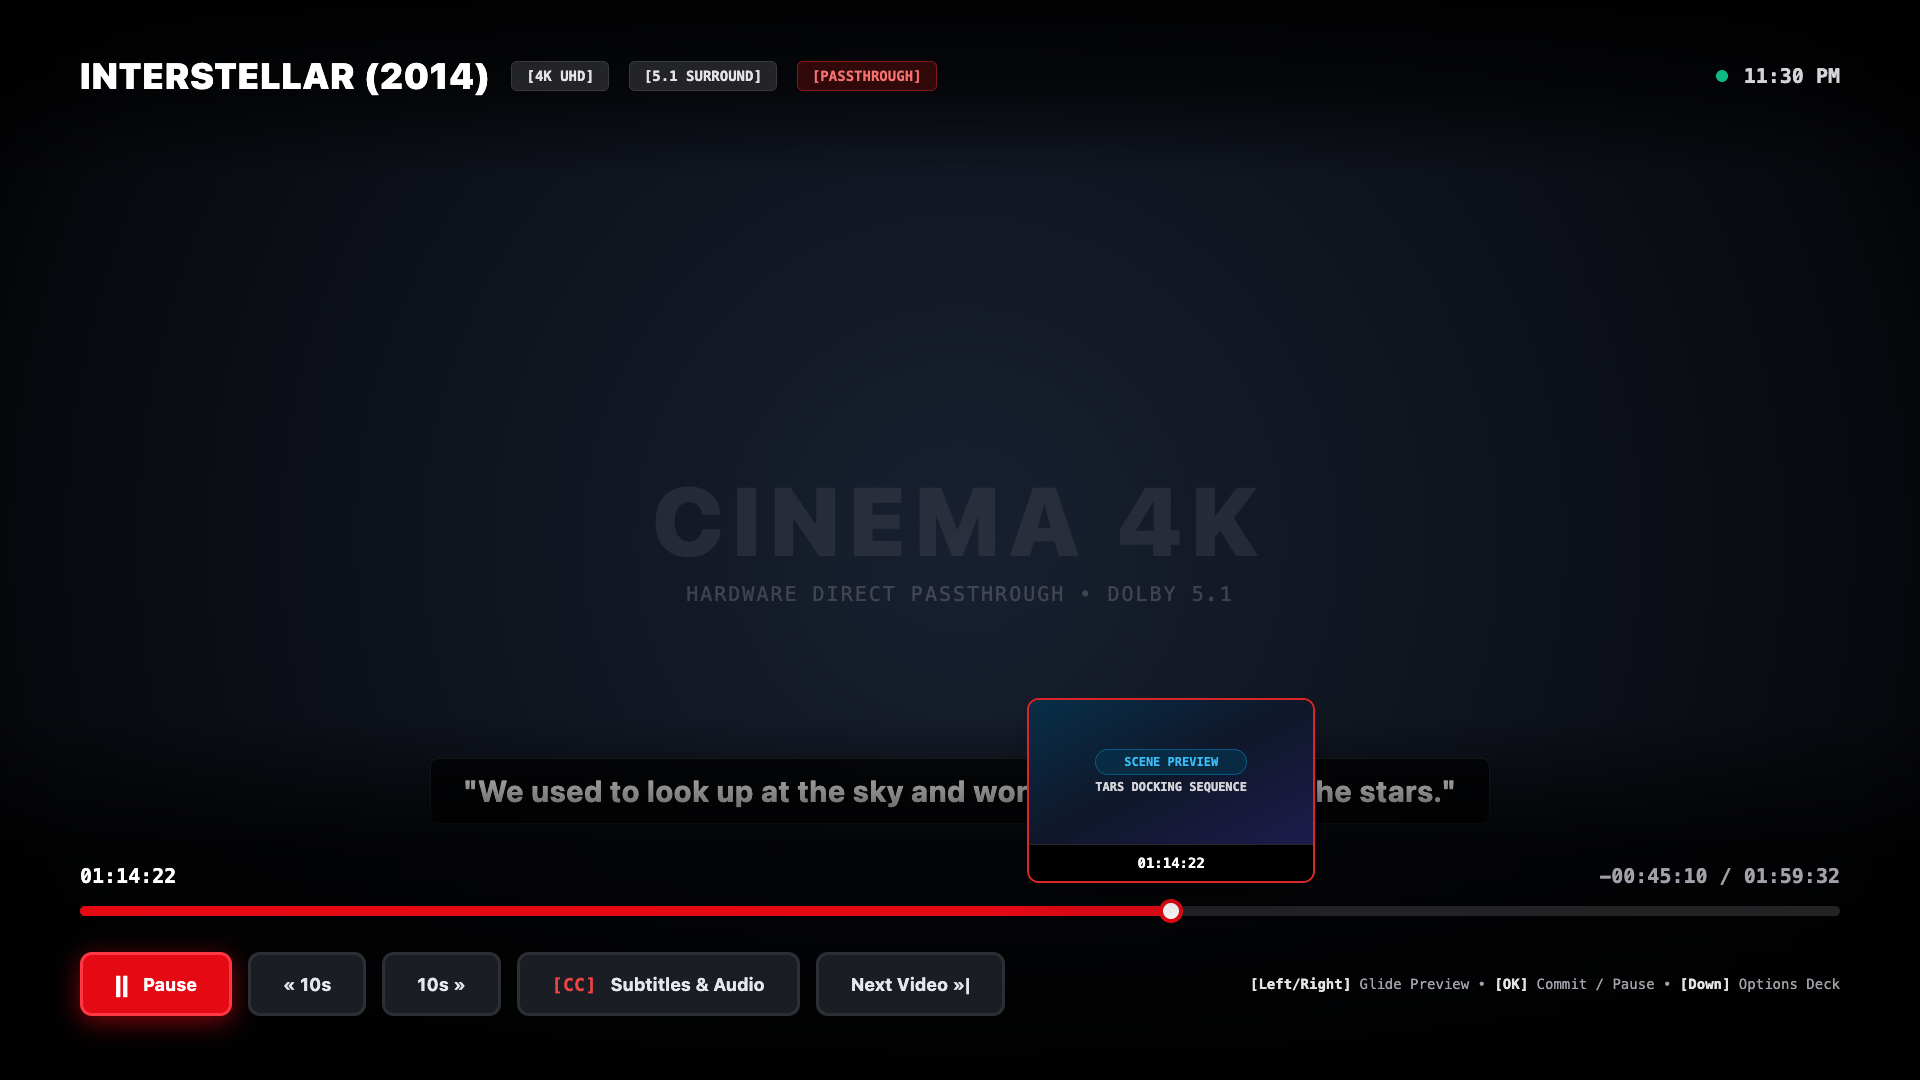 INTERSTELLAR (2014) [4K UHD] [5.1 SURROUND] [PASSTHROUGH] 11:30 PM
CINEMA 4K
HARDWARE DIRECT PASSTHROUGH • DOLBY 5.1
SCENE PREVIEW
TARS DOCKING SEQUENCE
01:14:22
"We used to look up at the sky and he stars."
01:14:22 −00:45:10 / 01:59:32
Pause « 10s 10s » [CC] Subtitles & Audio Next Video »| [Left/Right] Glide Preview • [OK] Commit / Pause • [Down] Options Deck